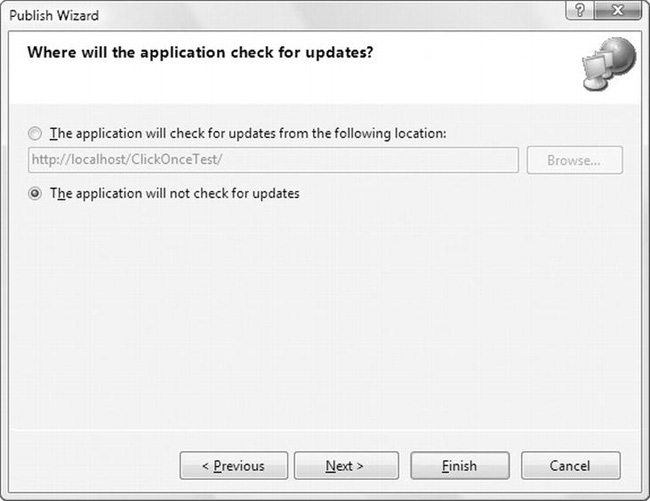 Publish Wizard
?
Where will the application check for updates?
The application will check for updates from the following location:
http://localhost/ClickOnceTest/
Browse...
The application will not check for updates
< Previous
Next >
Finish
Cancel